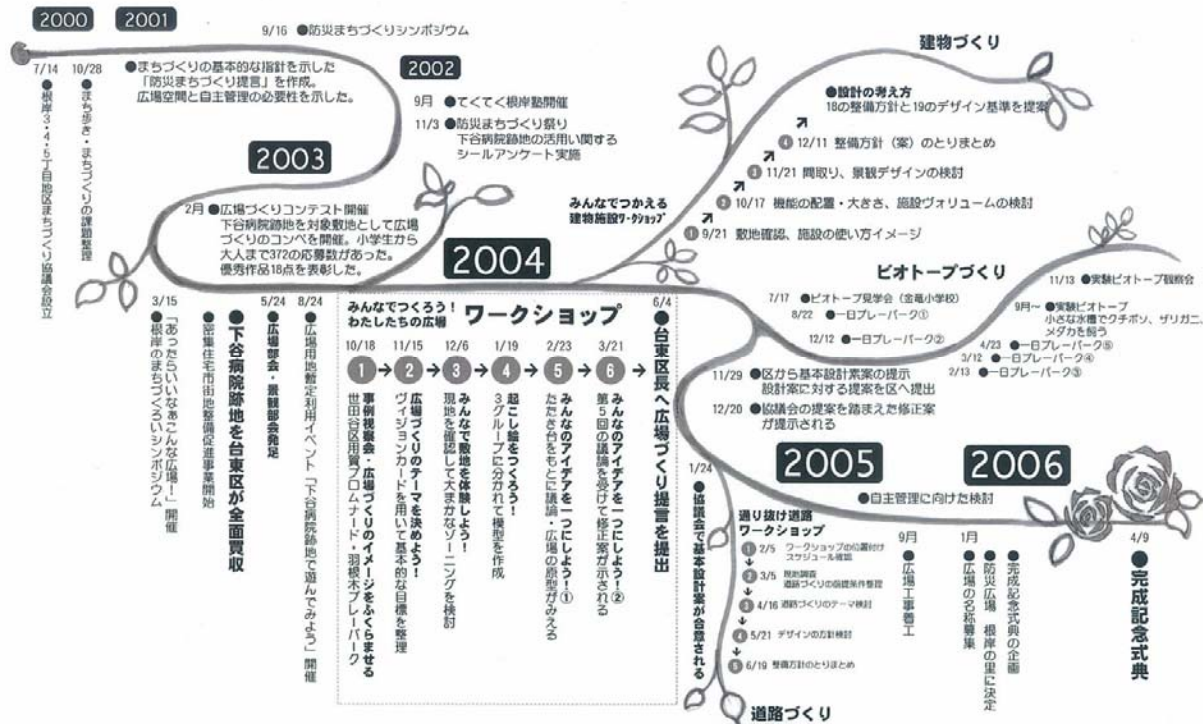 2000
2001
7/14
●根岸3・4・5丁目地区まちづくり協議会設立
10/28
●まち歩き・まちづくりの課題整理
●まちづくりの基本的な指針を示した
「防災まちづくり提言」を作成。
広場空間と自主管理の必要性を示した。
9/16 ●防災まちづくりシンポジウム
2002
9月 ●てくてく根岸塾開催
11/3 ●防災まちづくり祭り
下谷病院跡地の活用い関する
シールアンケート実施
2003
2月 ●広場づくりコンテスト開催
下谷病院跡地を対象敷地として広場
づくりのコンペを開催。小学生から
大人まで372の応募数があった。
優秀作品18点を表彰した。
3/15
●「あったらいいなぁこんな広場!」開催
●根岸のまちづくろいシンポジウム
●密集住宅市街地整備促進事業開始
●下谷病院跡地を台東区が全面買収
5/24
●広場部会・景観部会発足
8/24
●広場用地暫定利用イベント「下谷病院跡地で遊んでみよう」開催
2004
みんなでつくろう!
わたしたちの広場
ワークショップ
10/18
1
事例視察会・広場づくりのイメージをふくらませる
世田谷区用賀プロムナード・羽根木プレーパーク
11/15
2
広場づくりのテーマを決めよう!
ヴィジョンカードを用いて基本的な目標を整理
12/6
3
みんなで敷地を体験しよう!
現地を確認して大まかなゾーニングを検討
1/19
4
起こし絵をつくろう!
3グループに分かれて模型を作成
2/23
5
みんなのアイデアを一つにしよう!①
たたき台をもとに議論・広場の原型がみえる
3/21
6
みんなのアイデアを一つにしよう!②
第5回の議論を受けて修正案が示される
6/4
●台東区長へ広場づくり提言を提出
建物づくり
みんなでつかえる
建物施設ワークショップ
●設計の考え方
18の整備方針と19のデザイン基準を提案
4 12/11 整備方針(案)のとりまとめ
3 11/21 間取り、景観デザインの検討
2 10/17 機能の配置・大きさ、施設ヴォリュームの検討
1 9/21 敷地確認、施設の使い方イメージ
ビオトープづくり
7/17 ●ビオトープ見学会(金竜小学校)
8/22 ●一日プレーパーク①
12/12 ●一日プレーパーク②
11/13 ●実験ビオトープ観察会
9月~ ●実験ビオトープ
小さな水槽でクチボソ、ザリガニ、
メダカを飼う
4/23 ●一日プレーパーク⑤
3/12 ●一日プレーパーク④
2/13 ●一日プレーパーク③
11/29 ●区から基本設計素案の提示
設計案に対する提案を区へ提出
12/20 ●協議会の提案を踏まえた修正案
が提示される
2005
1/24
●協議会で基本設計案が合意される
通り抜け道路
ワークショップ
1 2/5 ワークショップの位置付け
スケジュール確認
2 3/5 現地調査
道路づくりの前提条件整理
3 4/16 道路づくりのテーマ検討
4 5/21 デザインの方針検討
5 6/19 整備方針のとりまとめ
道路づくり
●自主管理に向けた検討
9月
●広場工事着工
2006
1月
●広場の名称募集
●防災広場 根岸の里に決定
●完成記念式典の企画
4/9
●完成記念式典